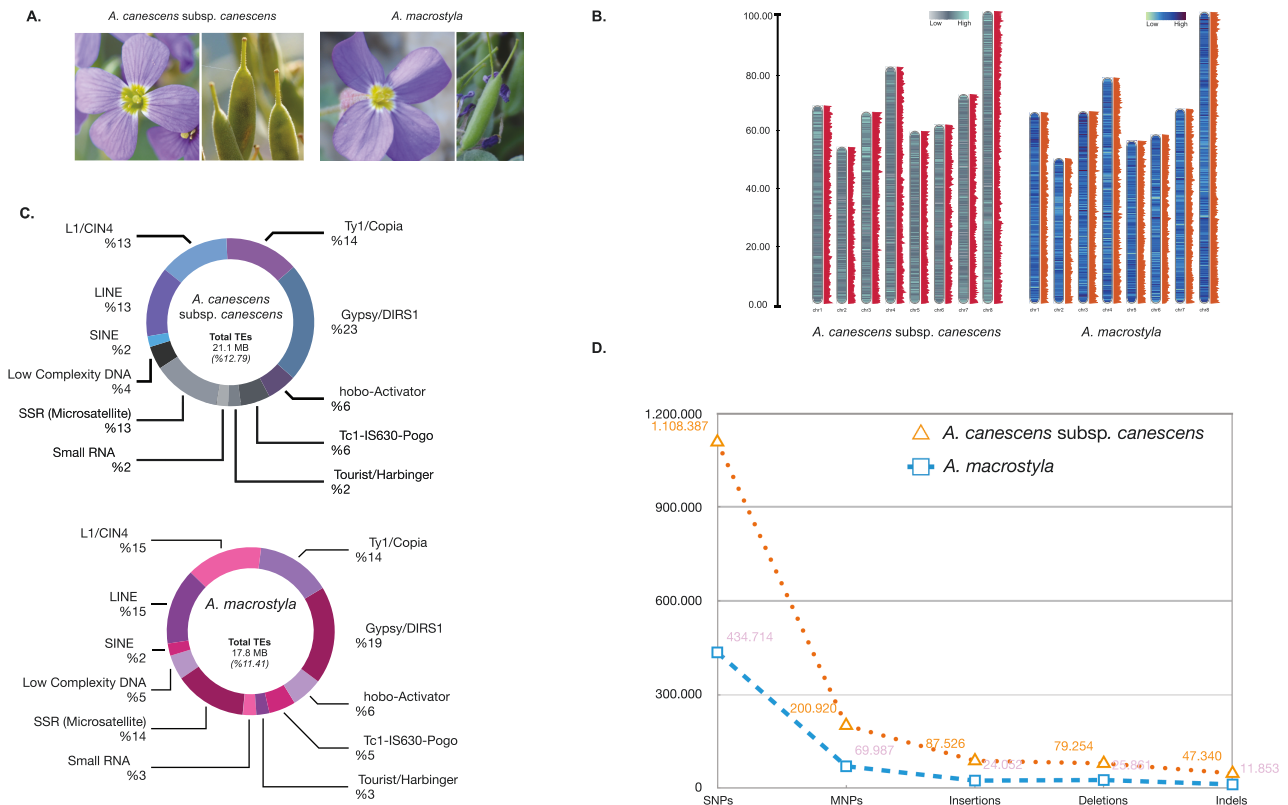 A.
A. canescens subsp. canescens
A. macrostyla
B.
100.00
80.00
60.00
40.00
20.00
0.00
Low High
Low High
chr1 chr2 chr3 chr4 chr5 chr6 chr7 chr8
chr1 chr2 chr3 chr4 chr5 chr6 chr7 chr8
A. canescens subsp. canescens
A. macrostyla
C.
L1/CIN4
%13
Ty1/Copia
%14
LINE
%13
Gypsy/DIRS1
%23
SINE
%2
Low Complexity DNA
%4
hobo-Activator
%6
SSR (Microsatellite)
%13
Tc1-IS630-Pogo
%6
Small RNA
%2
Tourist/Harbinger
%2
A. canescens
subsp. canescens
Total TEs
21.1 MB
(%12.79)
L1/CIN4
%15
Ty1/Copia
%14
LINE
%15
Gypsy/DIRS1
%19
SINE
%2
Low Complexity DNA
%5
hobo-Activator
%6
SSR (Microsatellite)
%14
Tc1-IS630-Pogo
%5
Small RNA
%3
Tourist/Harbinger
%3
A. macrostyla
Total TEs
17.8 MB
(%11.41)
D.
1.200.000
900.000
600.000
300.000
0
A. canescens subsp. canescens
A. macrostyla
1.108.387
434.714
200.920
69.987
87.526
24.032
79.254
25.861
47.340
11.853
SNPs
MNPs
Insertions
Deletions
Indels